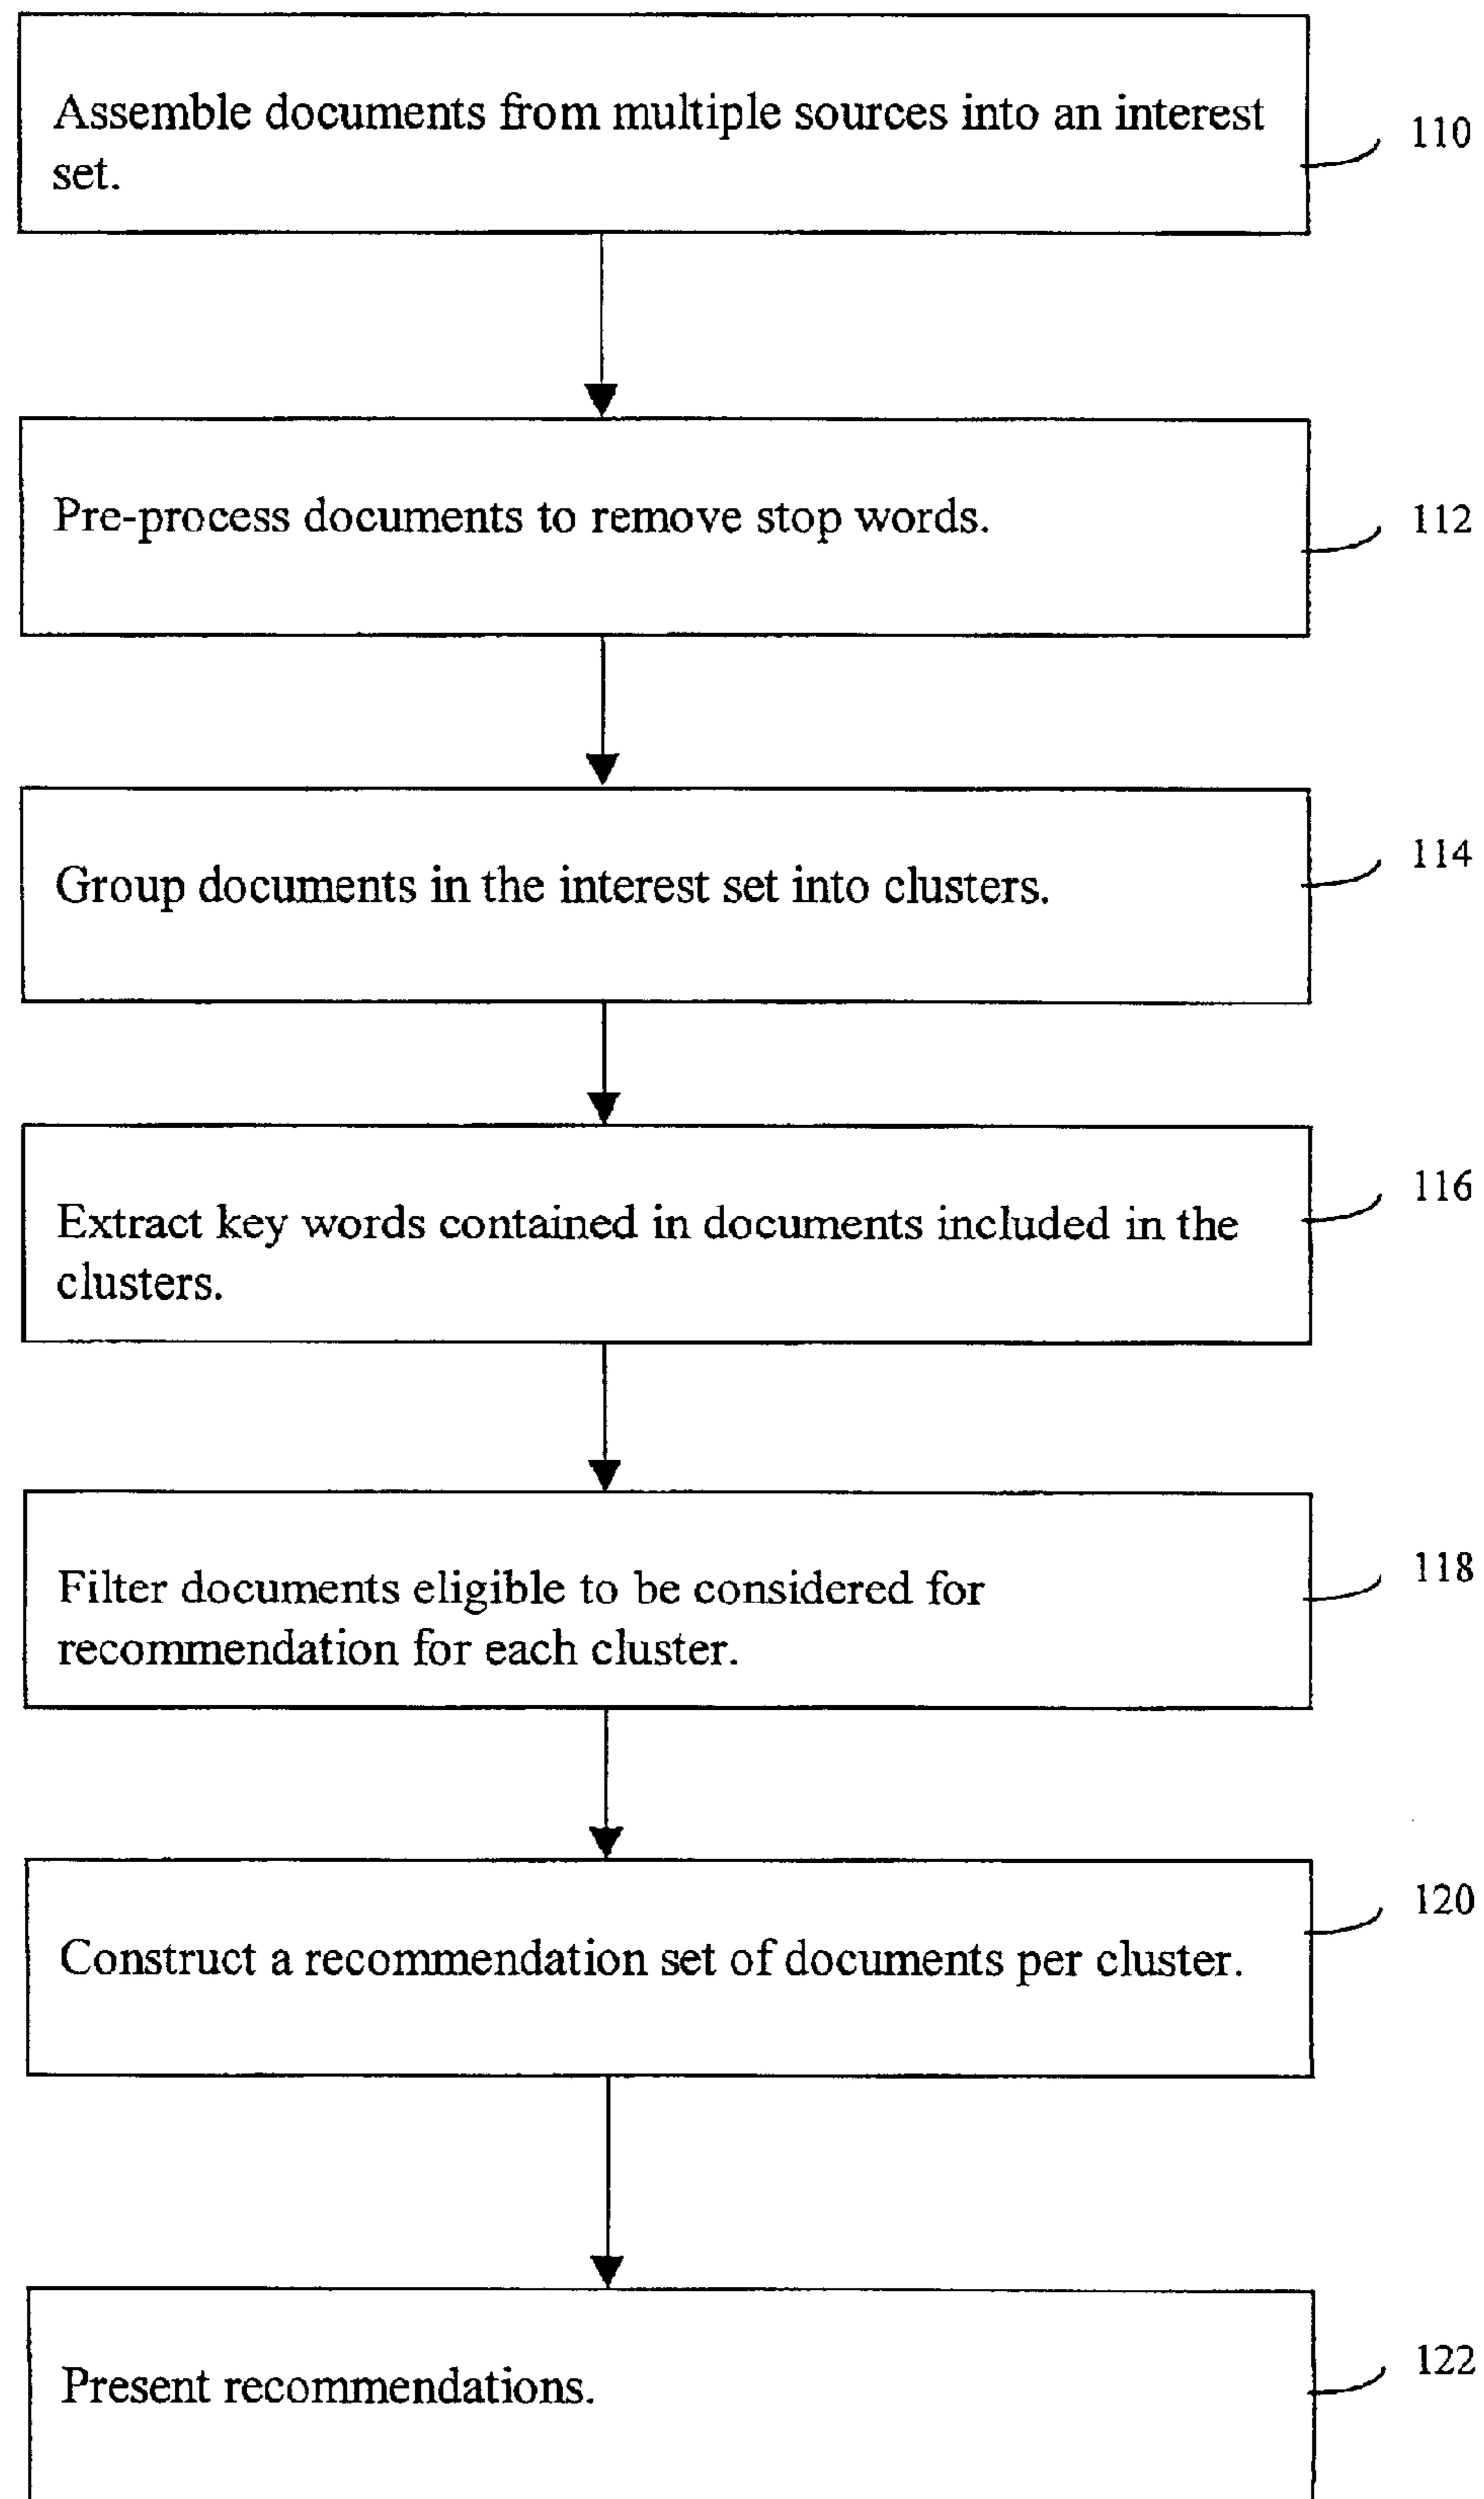 Assemble documents from multiple sources into an interest
set.
110
Pre-process documents to remove stop words.
112
Group documents in the interest set into clusters.
114
Extract key words contained in documents included in the
clusters.
116
Filter documents eligible to be considered for
recommendation for each cluster.
118
Construct a recommendation set of documents per cluster.
120
Present recommendations.
122